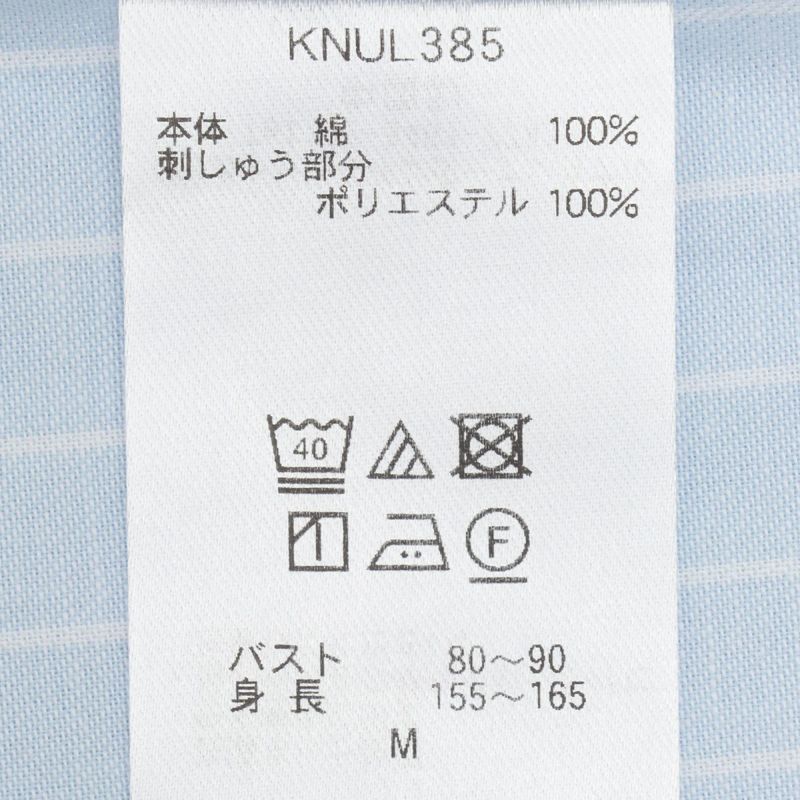 KNUL385
本体 綿 100%
刺しゅう部分
ポリエステル 100%
40
F
バスト 80～90
身長 155～165
M